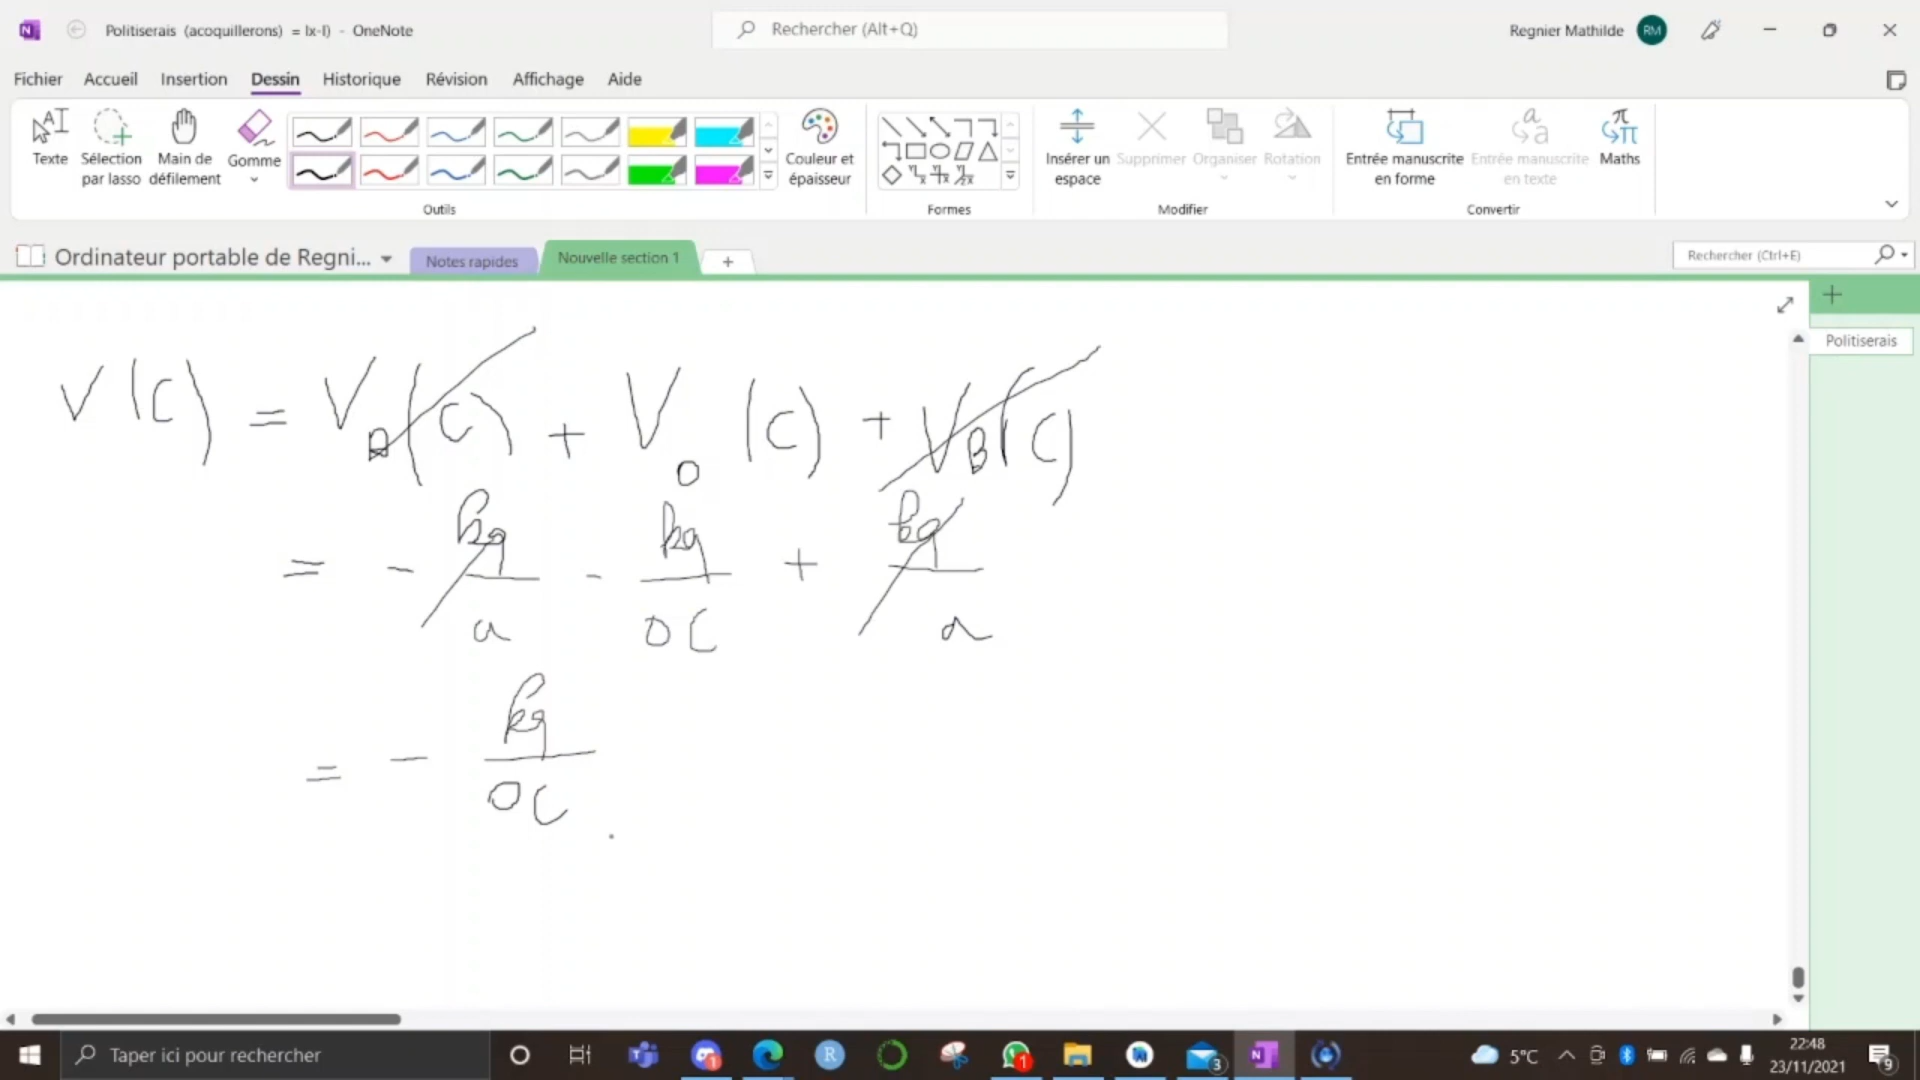 Politiserais (acoquillerons) = lx-l) - OneNote
Rechercher (Alt+Q)
Regnier Mathilde RM
Fichier Accueil Insertion Dessin Historique Révision Affichage Aide
Texte
Sélection par lasso
Main de défilement
Gomme
Couleur et épaisseur
Insérer un espace
Supprimer
Organiser
Rotation
Entrée manuscrite en forme
Entrée manuscrite en texte
Maths
Outils Formes Modifier Convertir
Ordinateur portable de Regni...
Notes rapides
Nouvelle section 1
Rechercher (Ctrl+E)
Politiserais
V(C) = V_A(C) + V_O(C) + V_B(C)
= - kq/a - kq/OC + kq/a
= - kq/OC
Taper ici pour rechercher
5°C
22:48
23/11/2021